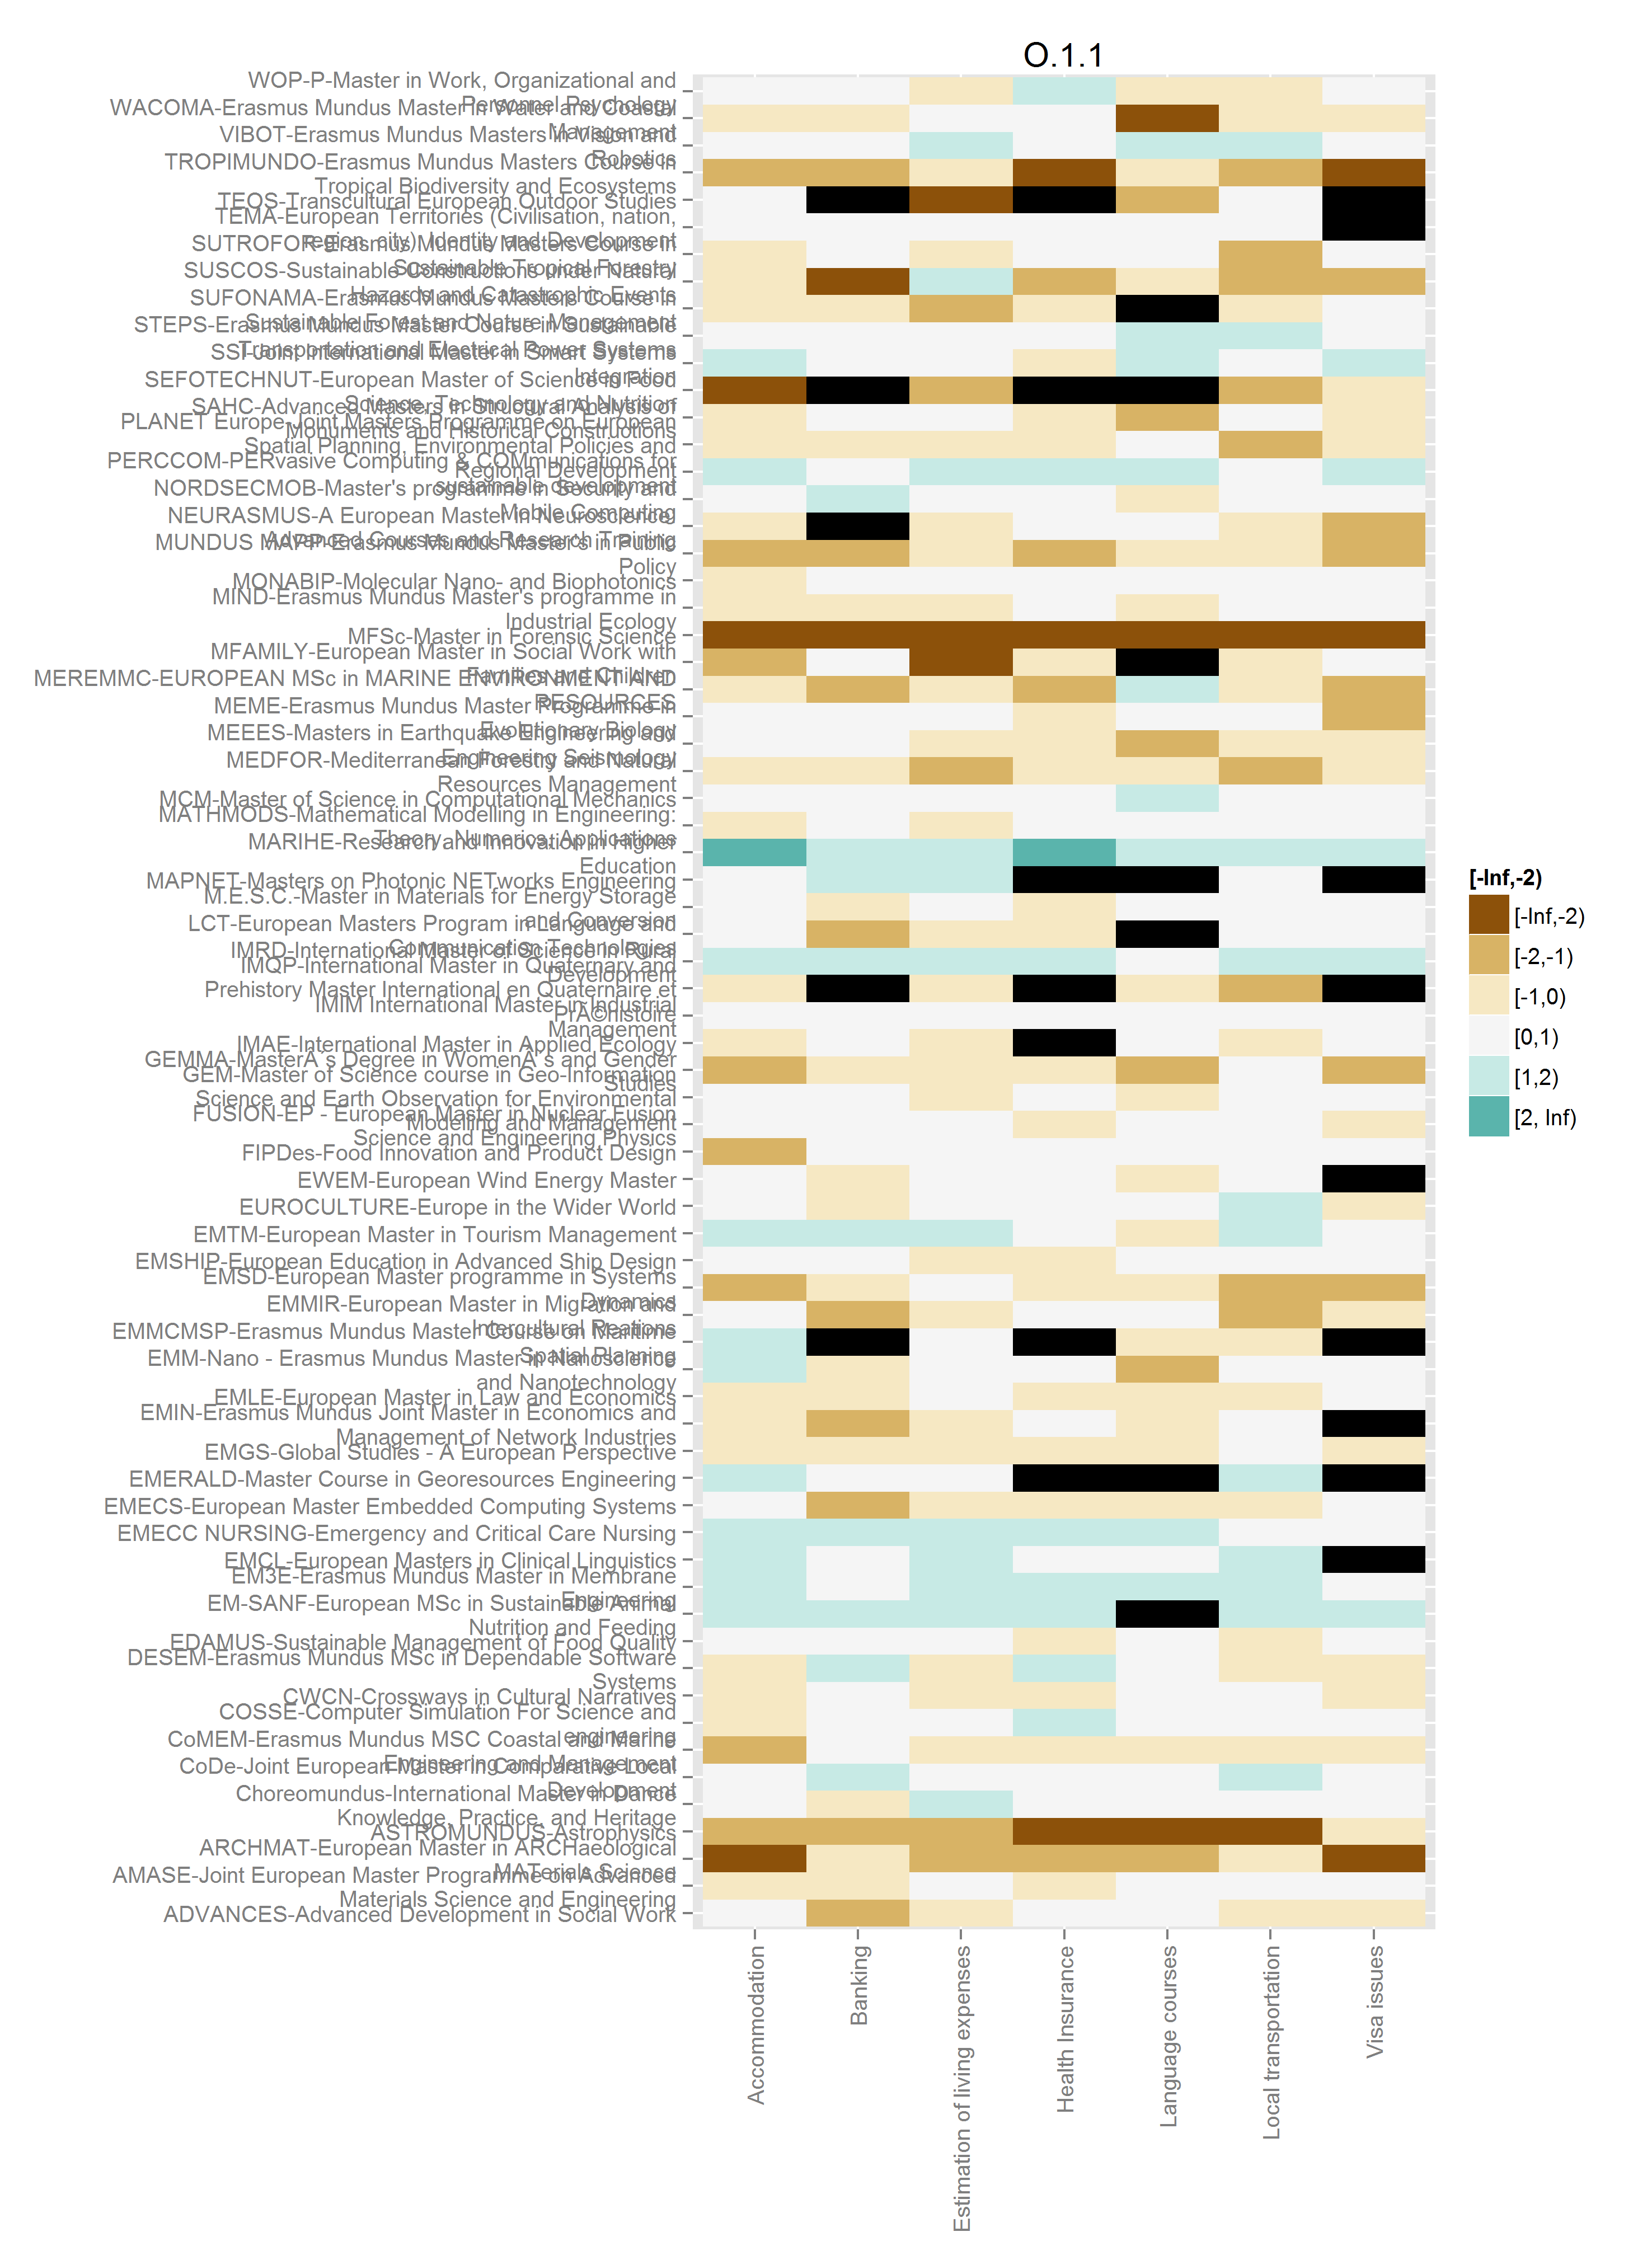 O.1.1
WOP-P-Master in Work, Organizational and
Personnel Psychology
WACOMA-Erasmus Mundus Master in Water and Coastal
Management
VIBOT-Erasmus Mundus Masters in Vision and
Robotics
TROPIMUNDO-Erasmus Mundus Masters Course in
Tropical Biodiversity and Ecosystems
TEOS-Transcultural European Outdoor Studies
TEMA-European Territories (Civilisation, nation,
region, city), Identity and Development
SUTROFOR-Erasmus Mundus Masters Course in
Sustainable Tropical Forestry
SUSCOS-Sustainable Constructions under Natural
Hazards and Catastrophic Events
SUFONAMA-Erasmus Mundus Masters Course in
Sustainable Forest and Nature Management
STEPS-Erasmus Mundus Master Course in Sustainable
Transportation and Electrical Power Systems
SSI-Joint International Master in Smart Systems
Integration
SEFOTECHNUT-European Master of Science in Food
Science, Technology and Nutrition
SAHC-Advanced Masters in Structural Analysis of
Monuments and Historical Constructions
PLANET Europe-Joint Masters Programme on European
Spatial Planning, Environmental Policies and
Regional Development
PERCCOM-PERvasive Computing & COMmunications for
sustainable development
NORDSECMOB-Master's programme in Security and
Mobile Computing
NEURASMUS-A European Master in Neuroscience:
Advanced Courses and Research Training
MUNDUS MAPP-Erasmus Mundus Master's in Public
Policy
MONABIP-Molecular Nano- and Biophotonics
MIND-Erasmus Mundus Master's programme in
Industrial Ecology
MFSc-Master in Forensic Science
MFAMILY-European Master in Social Work with
Families and Children
MEREMMC-EUROPEAN MSc in MARINE ENVIRONMENT AND
RESOURCES
MEME-Erasmus Mundus Master Programme in
Evolutionary Biology
MEEES-Masters in Earthquake Engineering and
Engineering Seismology
MEDFOR-Mediterranean Forestry and Natural
Resources Management
MCM-Master of Science in Computational Mechanics
MATHMODS-Mathematical Modelling in Engineering:
Theory, Numerics, Applications
MARIHE-Research and Innovation in Higher
Education
MAPNET-Masters on Photonic NETworks Engineering
M.E.S.C.-Master in Materials for Energy Storage
and Conversion
LCT-European Masters Program in Language and
Communication Technologies
IMRD-International Master of Science in Rural
Development
IMQP-International Master in Quaternary and
Prehistory Master International en Quaternaire et
PrÃ©histoire
IMIM International Master in Industrial
Management
IMAE-International Master in Applied Ecology
GEMMA-MasterÂ´s Degree in WomenÂ´s and Gender
Studies
GEM-Master of Science course in Geo-Information
Science and Earth Observation for Environmental
Modelling and Management
FUSION-EP - European Master in Nuclear Fusion
Science and Engineering Physics
FIPDes-Food Innovation and Product Design
EWEM-European Wind Energy Master
EUROCULTURE-Europe in the Wider World
EMTM-European Master in Tourism Management
EMSHIP-European Education in Advanced Ship Design
EMSD-European Master programme in Systems
Dynamics
EMMIR-European Master in Migration and
Intercultural Reations
EMMCMSP-Erasmus Mundus Master Course on Maritime
Spatial Planning
EMM-Nano - Erasmus Mundus Master in Nanoscience
and Nanotechnology
EMLE-European Master in Law and Economics
EMIN-Erasmus Mundus Joint Master in Economics and
Management of Network Industries
EMGS-Global Studies - A European Perspective
EMERALD-Master Course in Georesources Engineering
EMECS-European Master Embedded Computing Systems
EMECC NURSING-Emergency and Critical Care Nursing
EMCL-European Masters in Clinical Linguistics
EM3E-Erasmus Mundus Master in Membrane
Engineering
EM-SANF-European MSc in Sustainable Animal
Nutrition and Feeding
EDAMUS-Sustainable Management of Food Quality
DESEM-Erasmus Mundus MSc in Dependable Software
Systems
CWCN-Crossways in Cultural Narratives
COSSE-Computer Simulation For Science and
engineering
CoMEM-Erasmus Mundus MSC Coastal and Marine
Engineering and Management
CoDe-Joint European Master in Comparative Local
Development
Choreomundus-International Master in Dance
Knowledge, Practice, and Heritage
ASTROMUNDUS-Astrophysics
ARCHMAT-European Master in ARCHaeological
MATerials Science
AMASE-Joint European Master Programme on Advanced
Materials Science and Engineering
ADVANCES-Advanced Development in Social Work
Accommodation
Banking
Estimation of living expenses
Health Insurance
Language courses
Local transportation
Visa issues
[-Inf,-2)
[-Inf,-2)
[-2,-1)
[-1,0)
[0,1)
[1,2)
[2, Inf)